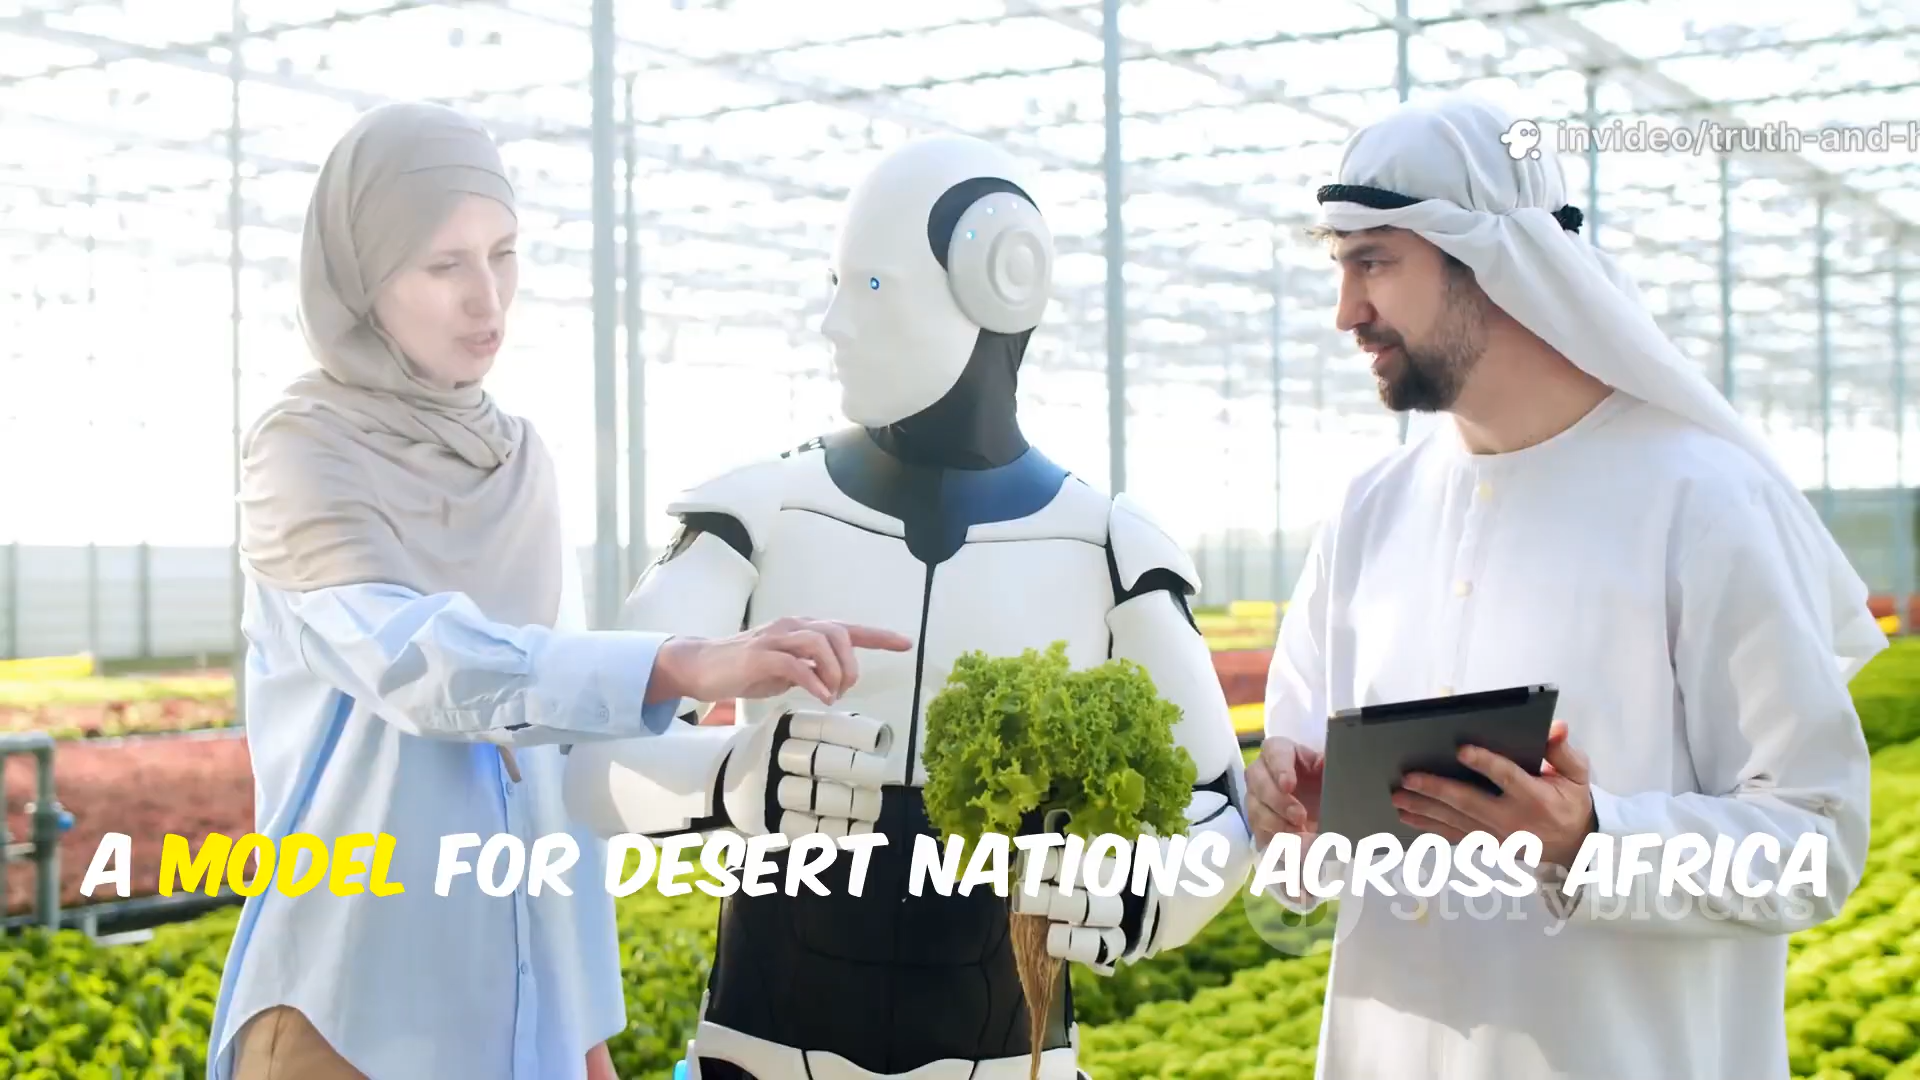 invideo/truth-and-h
A MODEL FOR DESERT NATIONS ACROSS AFRICA
Storyblocks